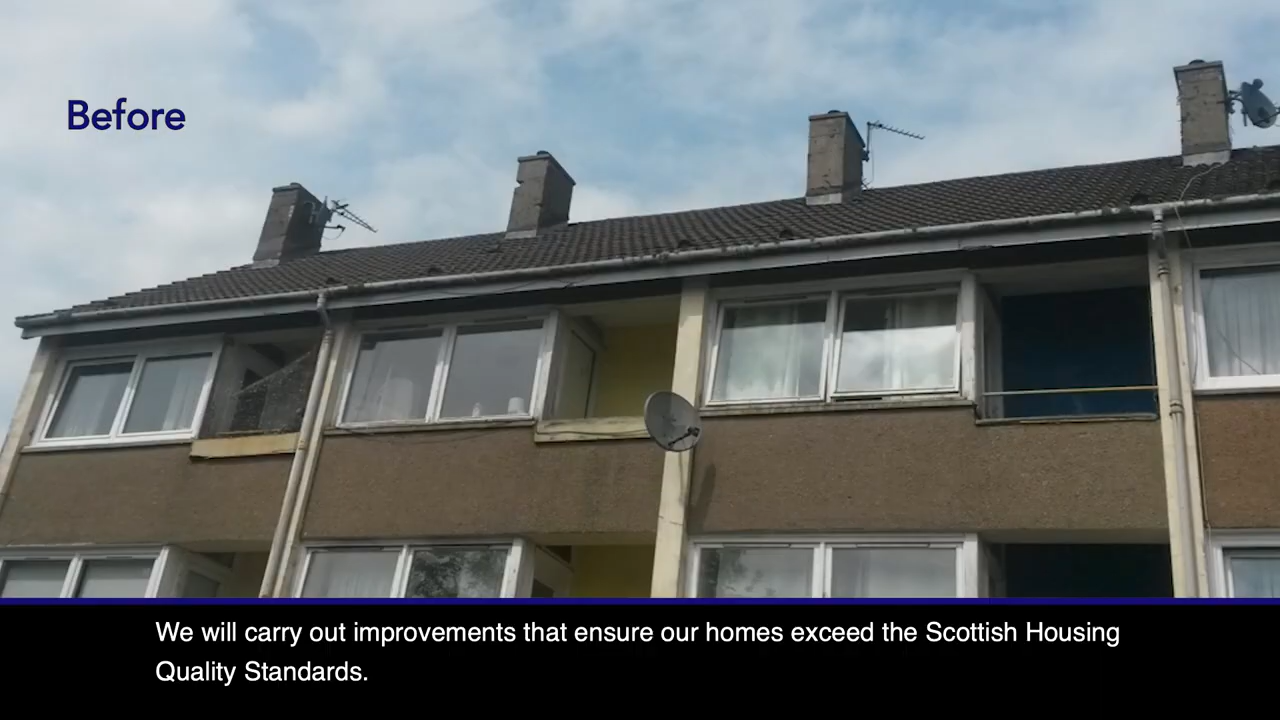 Before
We will carry out improvements that ensure our homes exceed the Scottish Housing
Quality Standards.